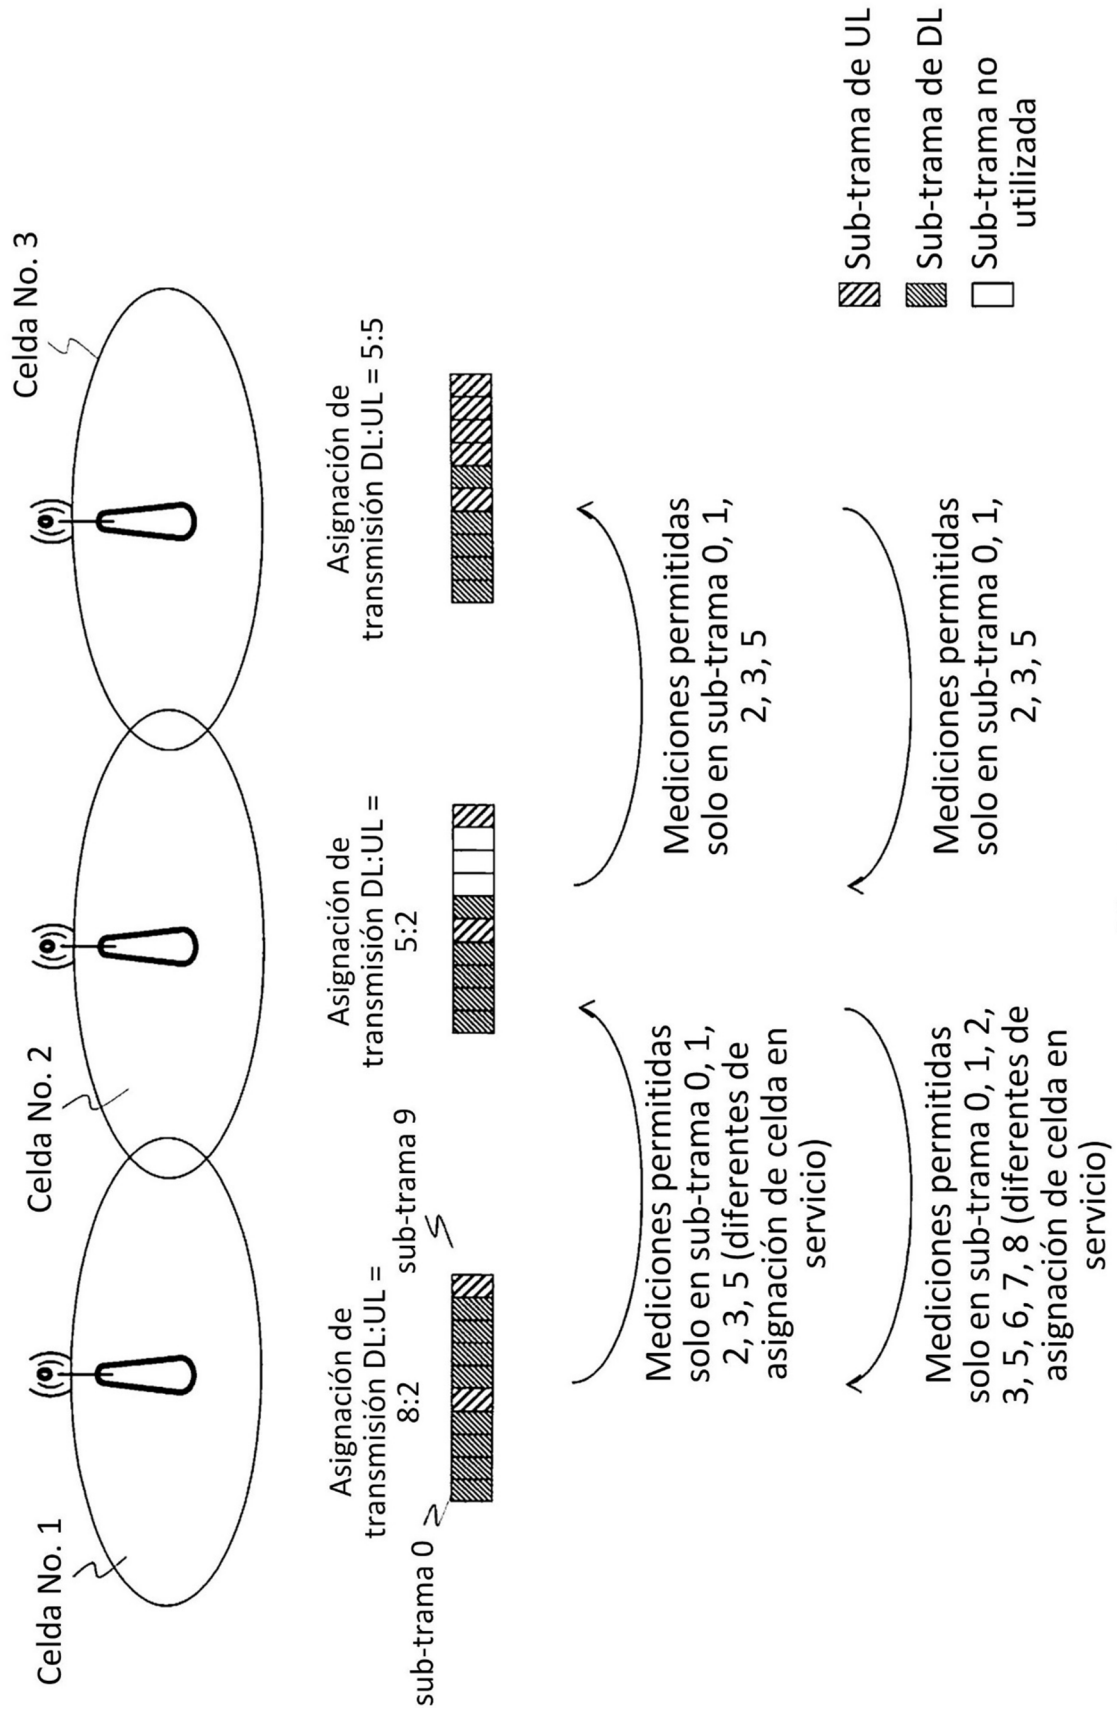 Celda No. 1
Celda No. 2
Celda No. 3
Asignación de
transmisión DL:UL =
8:2
sub-trama 0
sub-trama 9
Asignación de
transmisión DL:UL =
5:2
Asignación de
transmisión DL:UL = 5:5
Mediciones permitidas
solo en sub-trama 0, 1,
2, 3, 5 (diferentes de
asignación de celda en
servicio)
Mediciones permitidas
solo en sub-trama 0, 1,
2, 3, 5
Mediciones permitidas
solo en sub-trama 0, 1, 2,
3, 5, 6, 7, 8 (diferentes de
asignación de celda en
servicio)
Mediciones permitidas
solo en sub-trama 0, 1,
2, 3, 5
Sub-trama de UL
Sub-trama de DL
Sub-trama no
utilizada